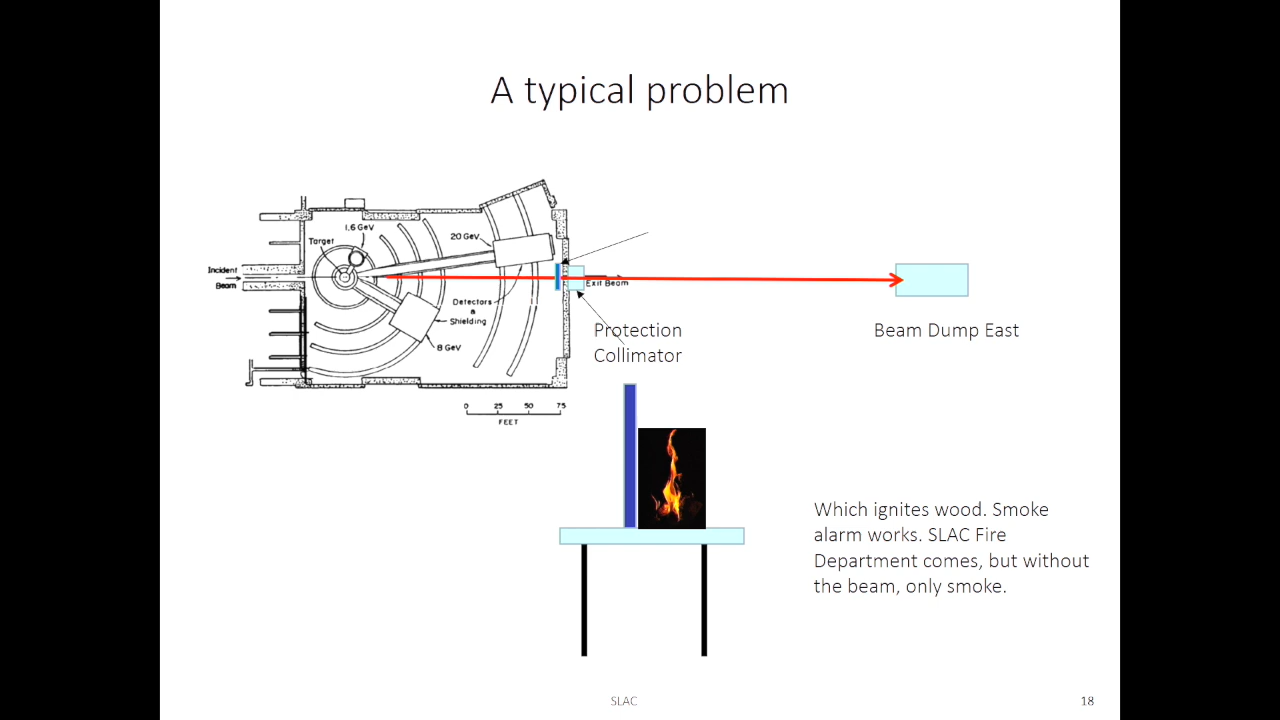 A typical problem
1.6 GeV
Target
20 GeV
Incident
Beam
Exit Beam
Detectors
a
Shielding
8 GeV
Protection
Collimator
Beam Dump East
0 25 50 75
FEET
Which ignites wood. Smoke
alarm works. SLAC Fire
Department comes, but without
the beam, only smoke.
SLAC
18